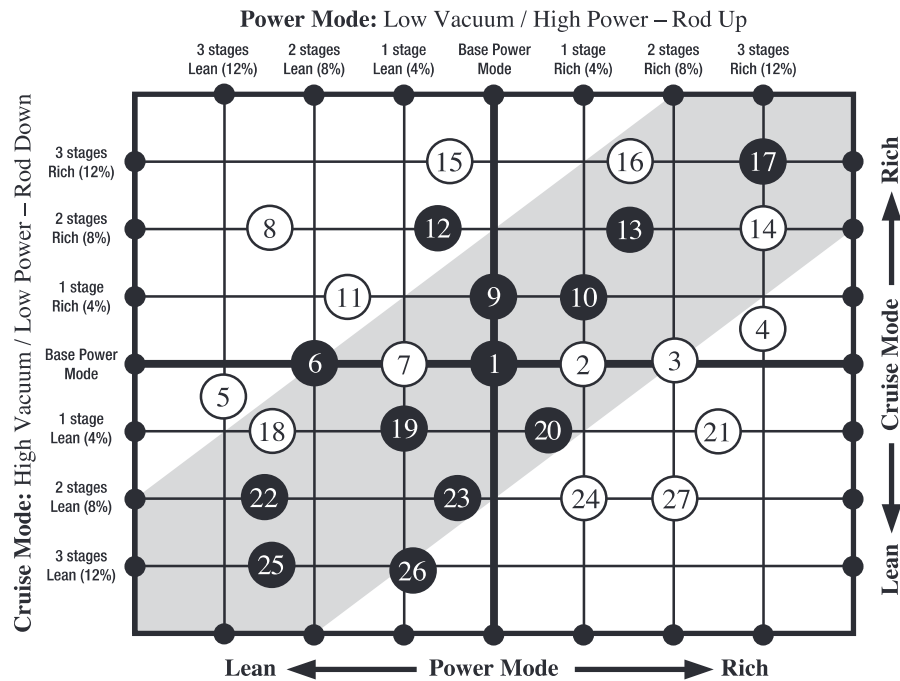 Power Mode: Low Vacuum / High Power – Rod Up
3 stages
Lean (12%)
2 stages
Lean (8%)
1 stage
Lean (4%)
Base Power
Mode
1 stage
Rich (4%)
2 stages
Rich (8%)
3 stages
Rich (12%)
Cruise Mode: High Vacuum / Low Power – Rod Down
3 stages
Rich (12%)
2 stages
Rich (8%)
1 stage
Rich (4%)
Base Power
Mode
1 stage
Lean (4%)
2 stages
Lean (8%)
3 stages
Lean (12%)
15
16
17
8
12
13
14
11
9
10
4
6
7
1
2
3
5
18
19
20
21
22
23
24
27
25
26
Rich
Cruise Mode
Lean
Lean
Power Mode
Rich